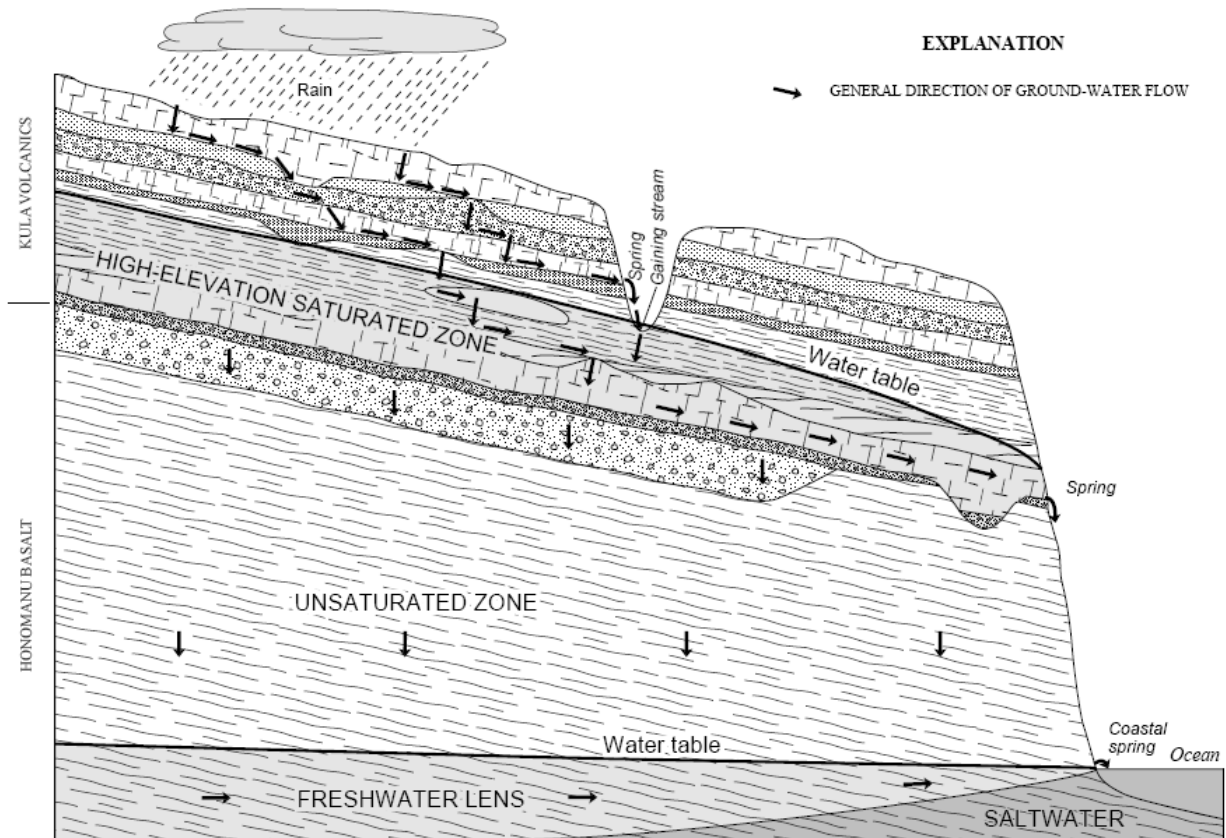 EXPLANATION
GENERAL DIRECTION OF GROUND-WATER FLOW
Rain
KULA VOLCANICS
Spring
Gaining stream
HIGH-ELEVATION SATURATED ZONE
Water table
Spring
HONOMANU BASALT
UNSATURATED ZONE
Water table
Coastal
spring
Ocean
FRESHWATER LENS
SALTWATER